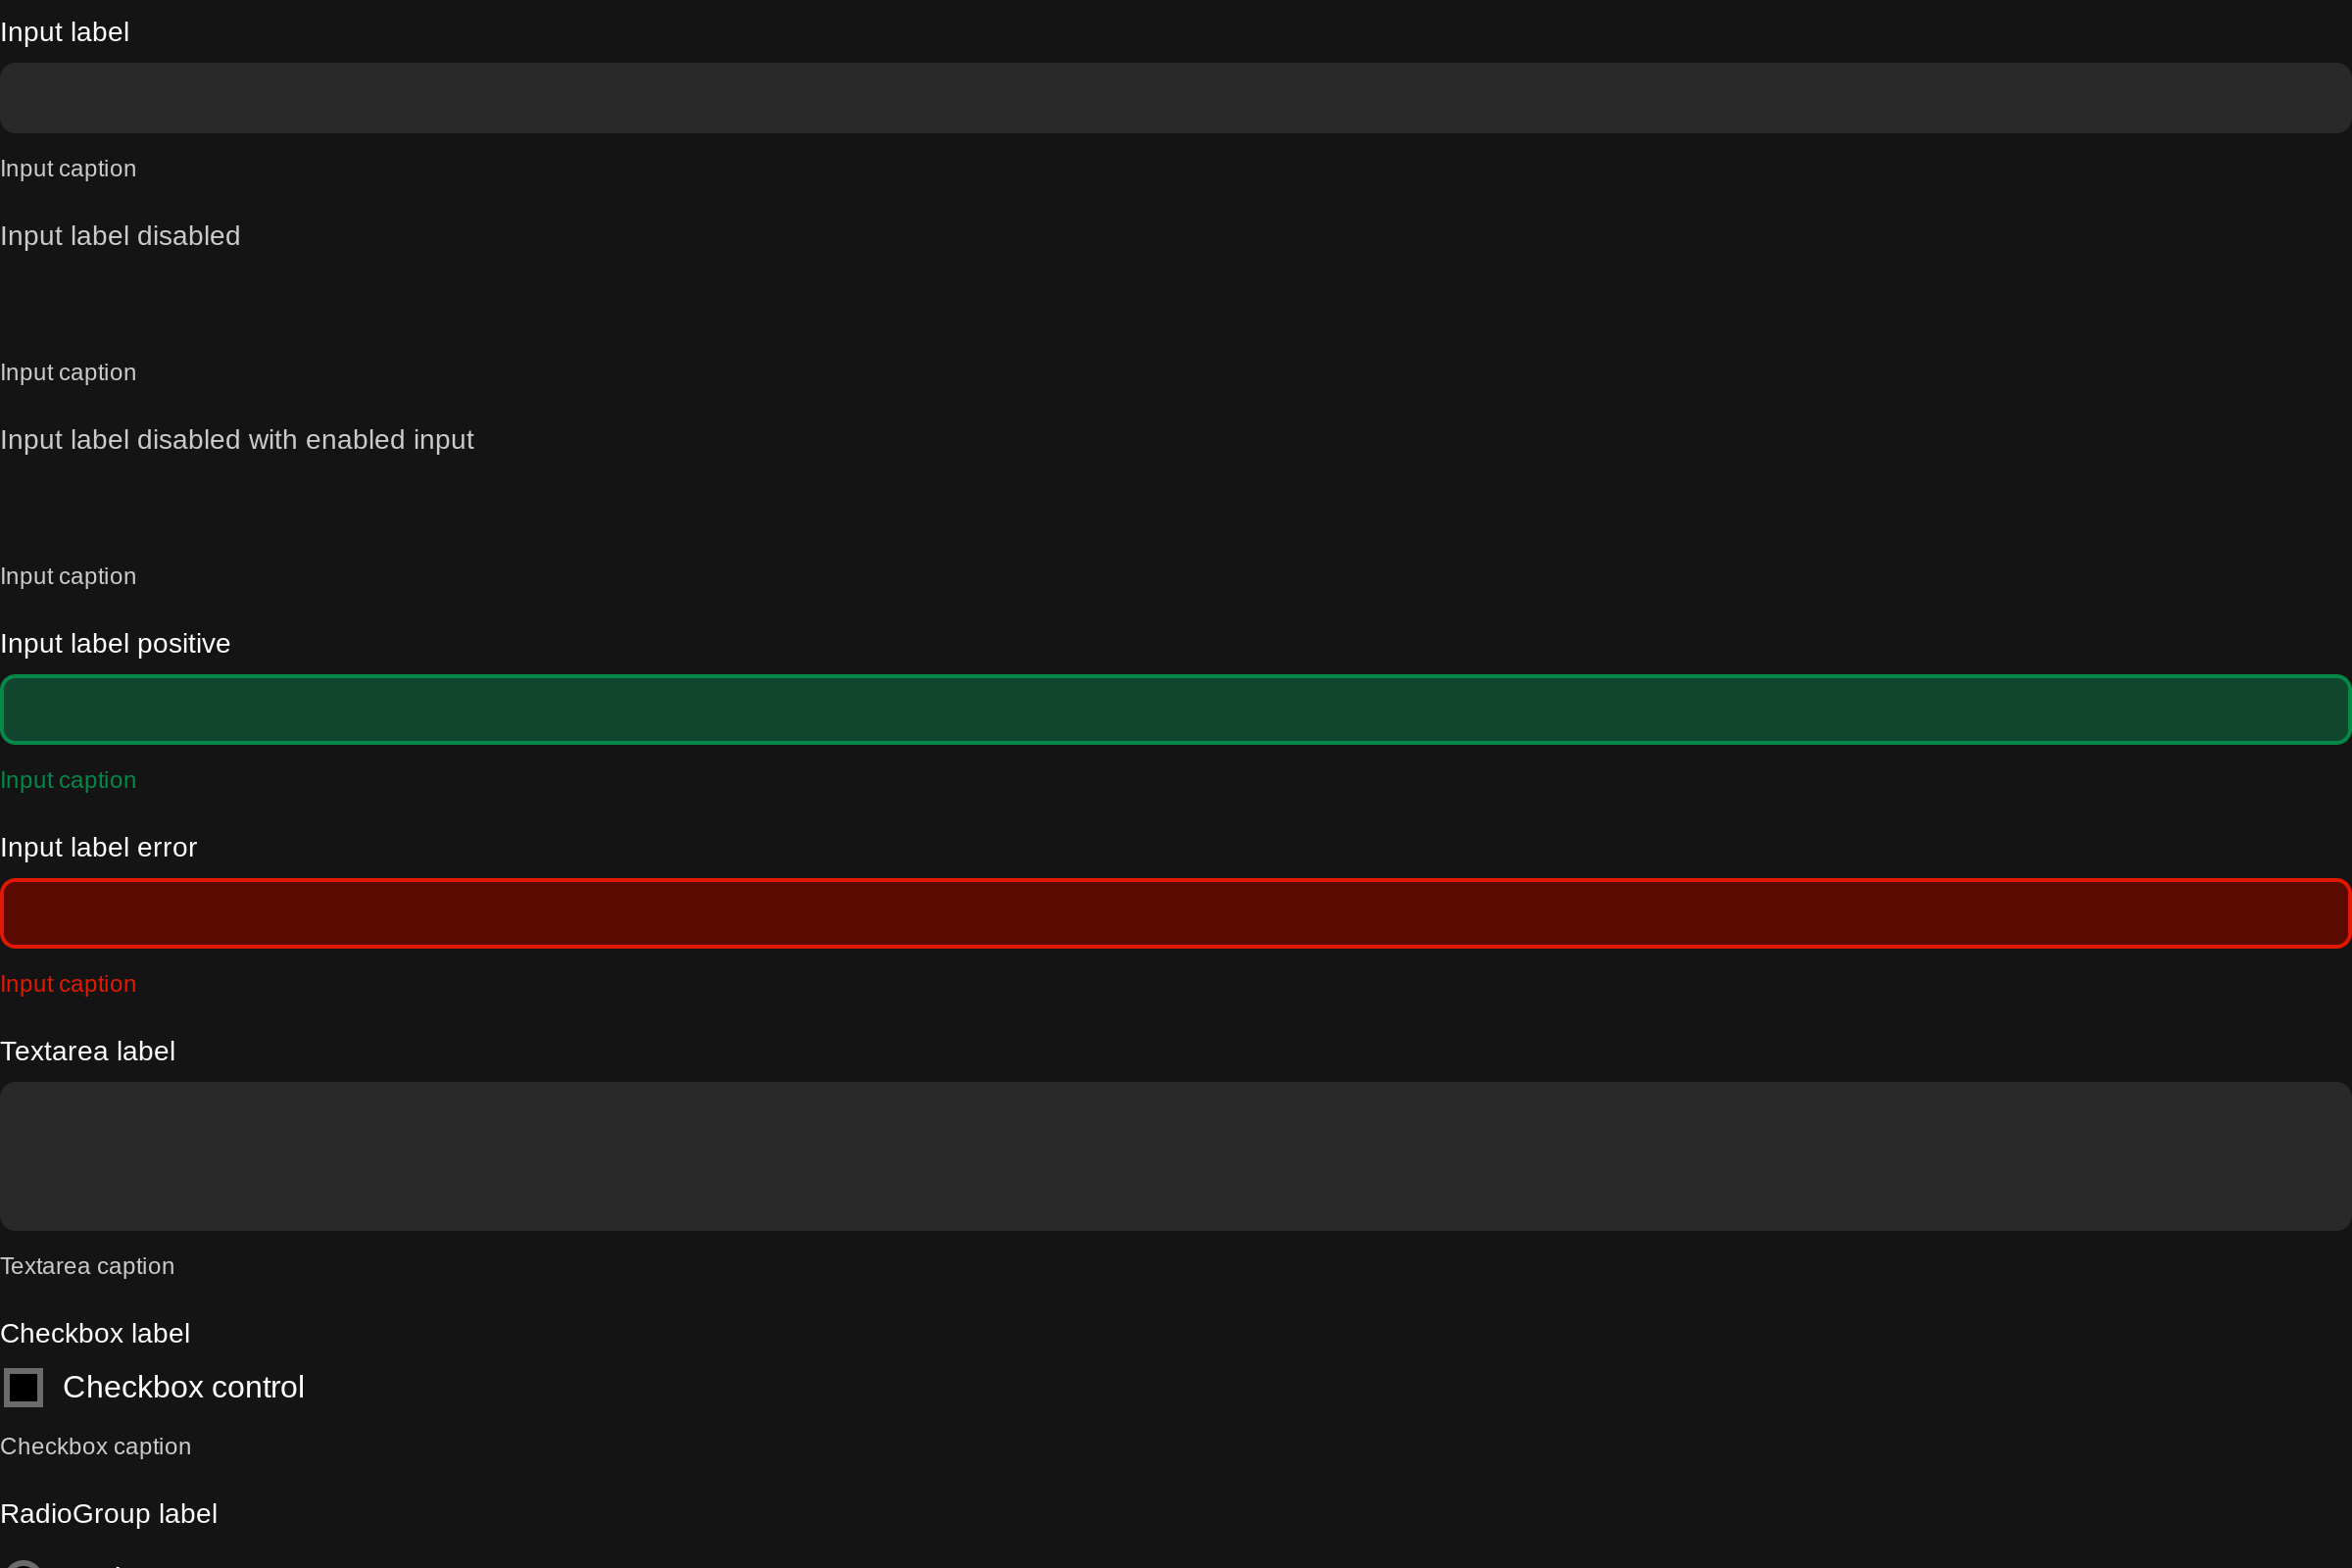 Input label
Input caption
Input label disabled
Input caption
Input label disabled with enabled input
Input caption
Input label positive
Input caption
Input label error
Input caption
Textarea label
Textarea caption
Checkbox label
Checkbox control
Checkbox caption
RadioGroup label